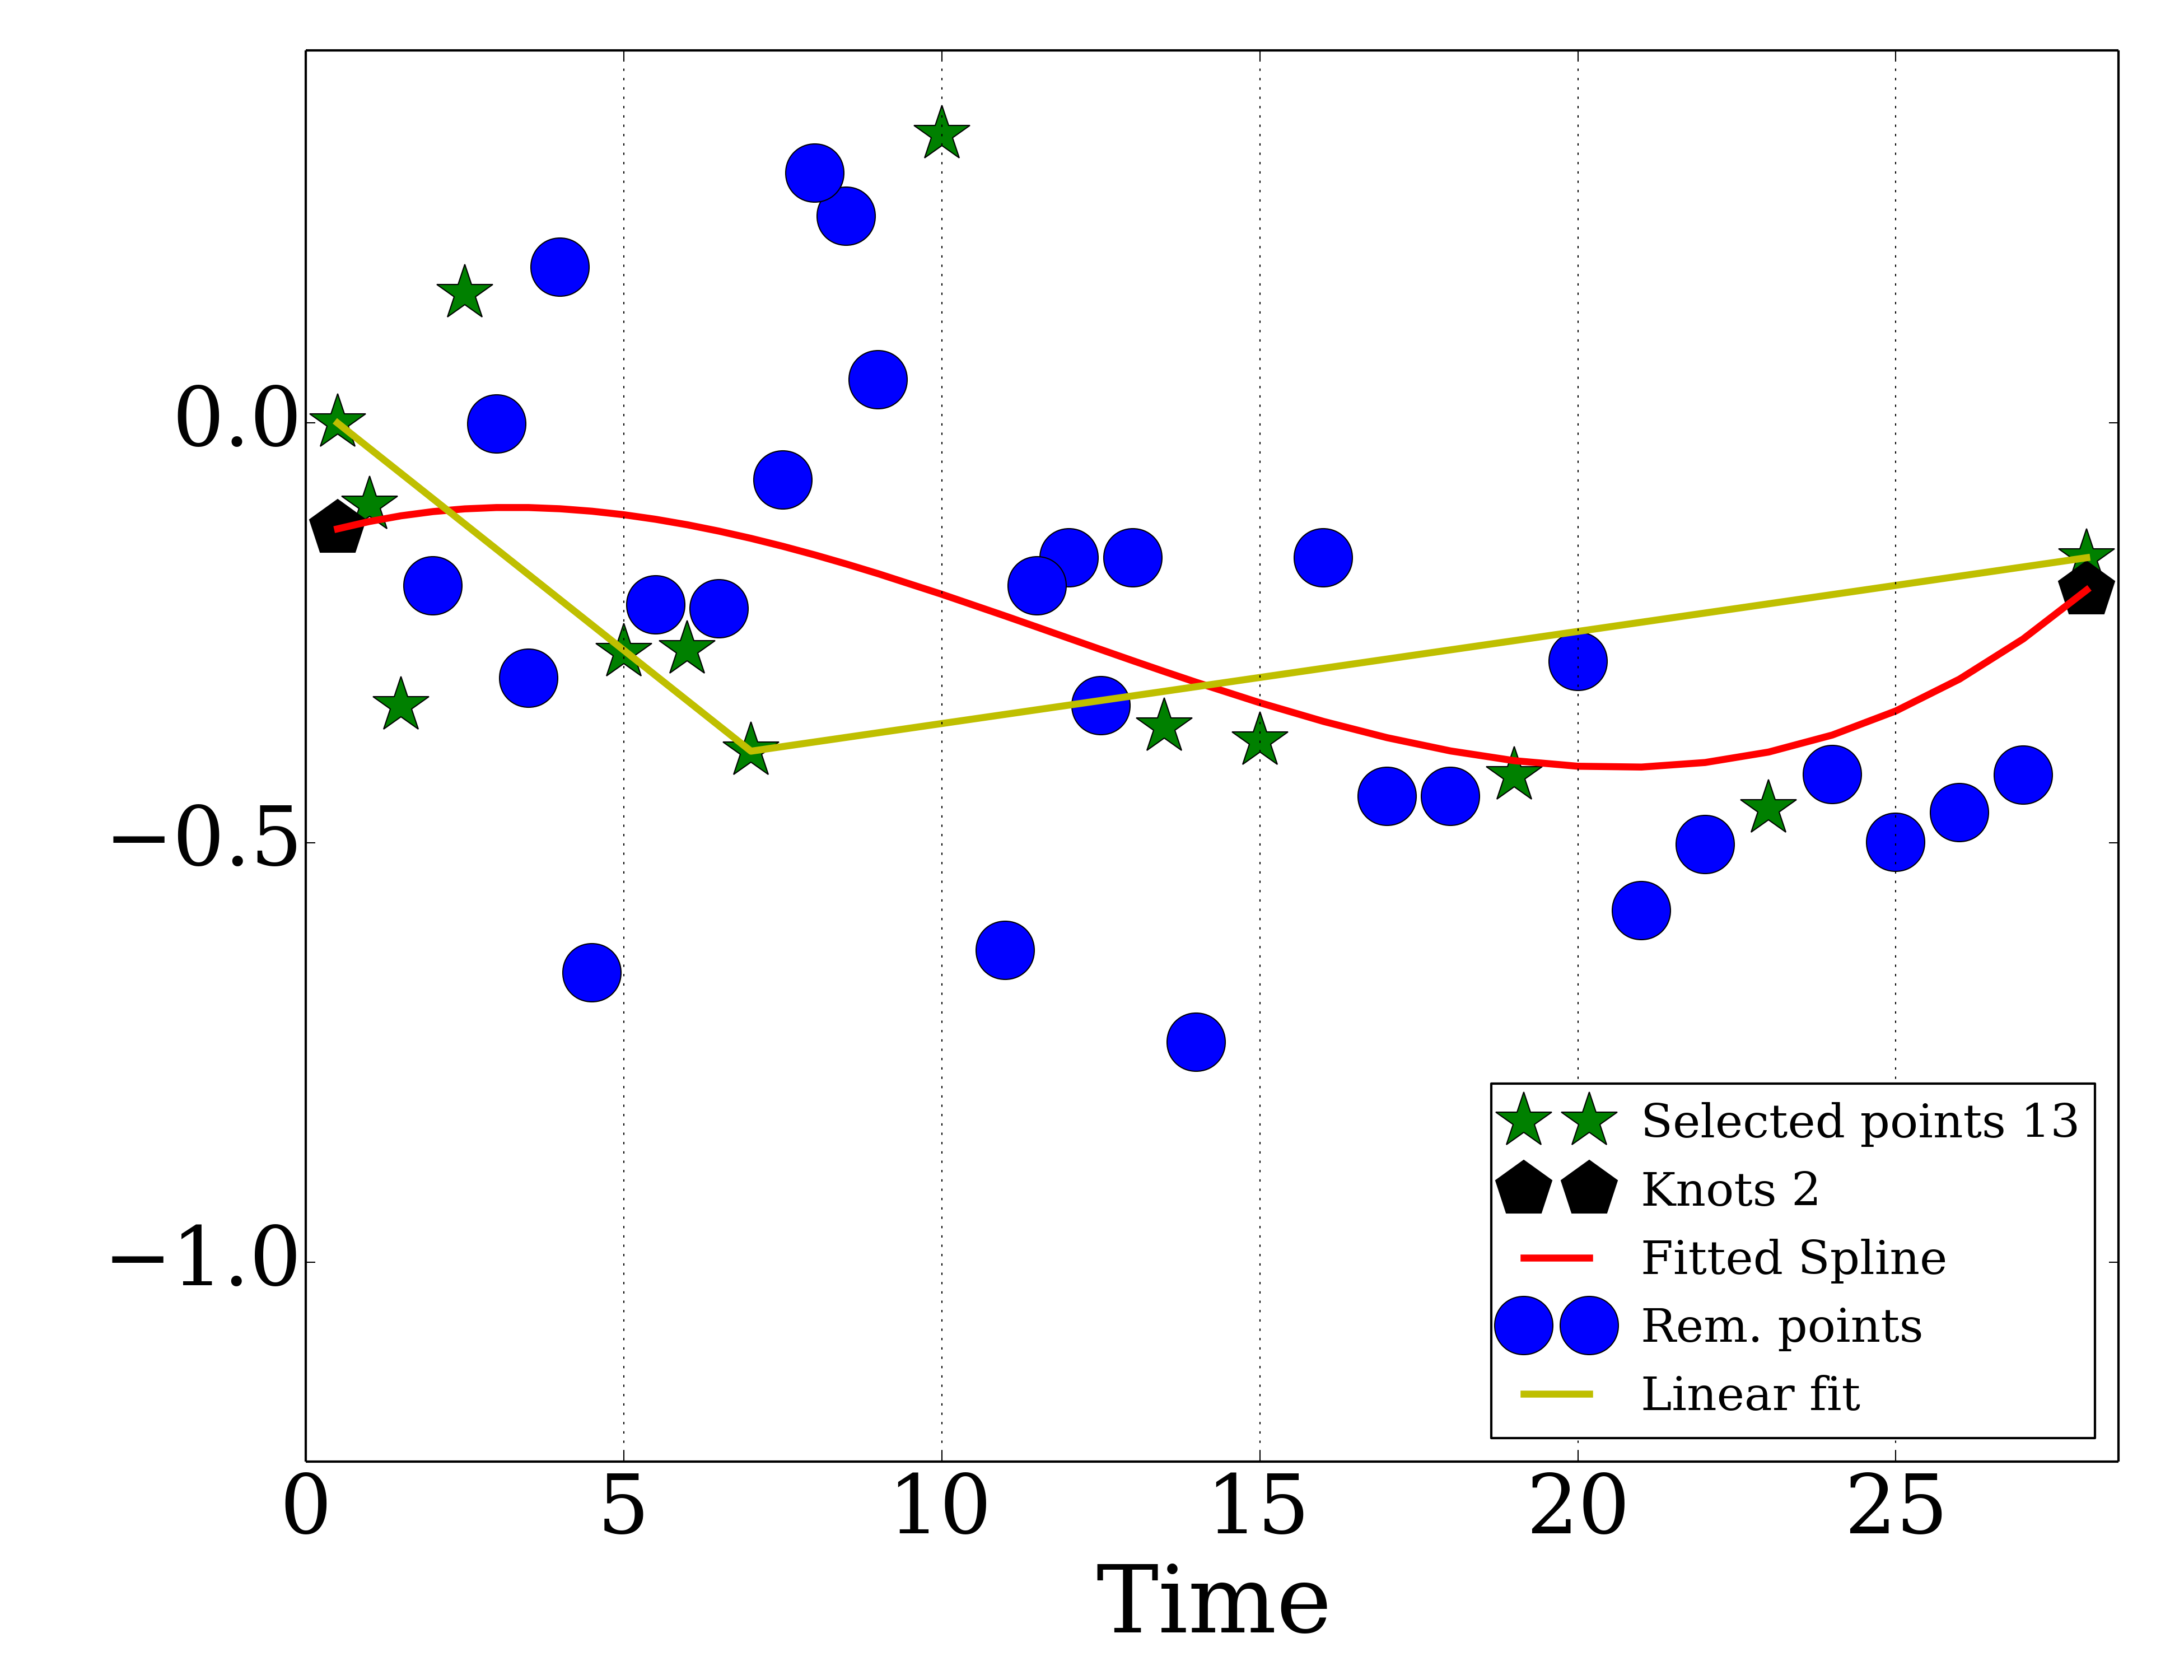 0.0
−0.5
−1.0
0 5 10 15 20 25
Time
Selected points 13
Knots 2
Fitted Spline
Rem. points
Linear fit